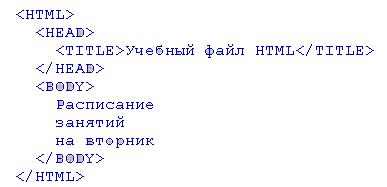 <HTML>
<HEAD>
<TITLE>Учебный файл HTML</TITLE>
</HEAD>
<BODY>
Расписание
занятий
на вторник
</BODY>
</HTML>